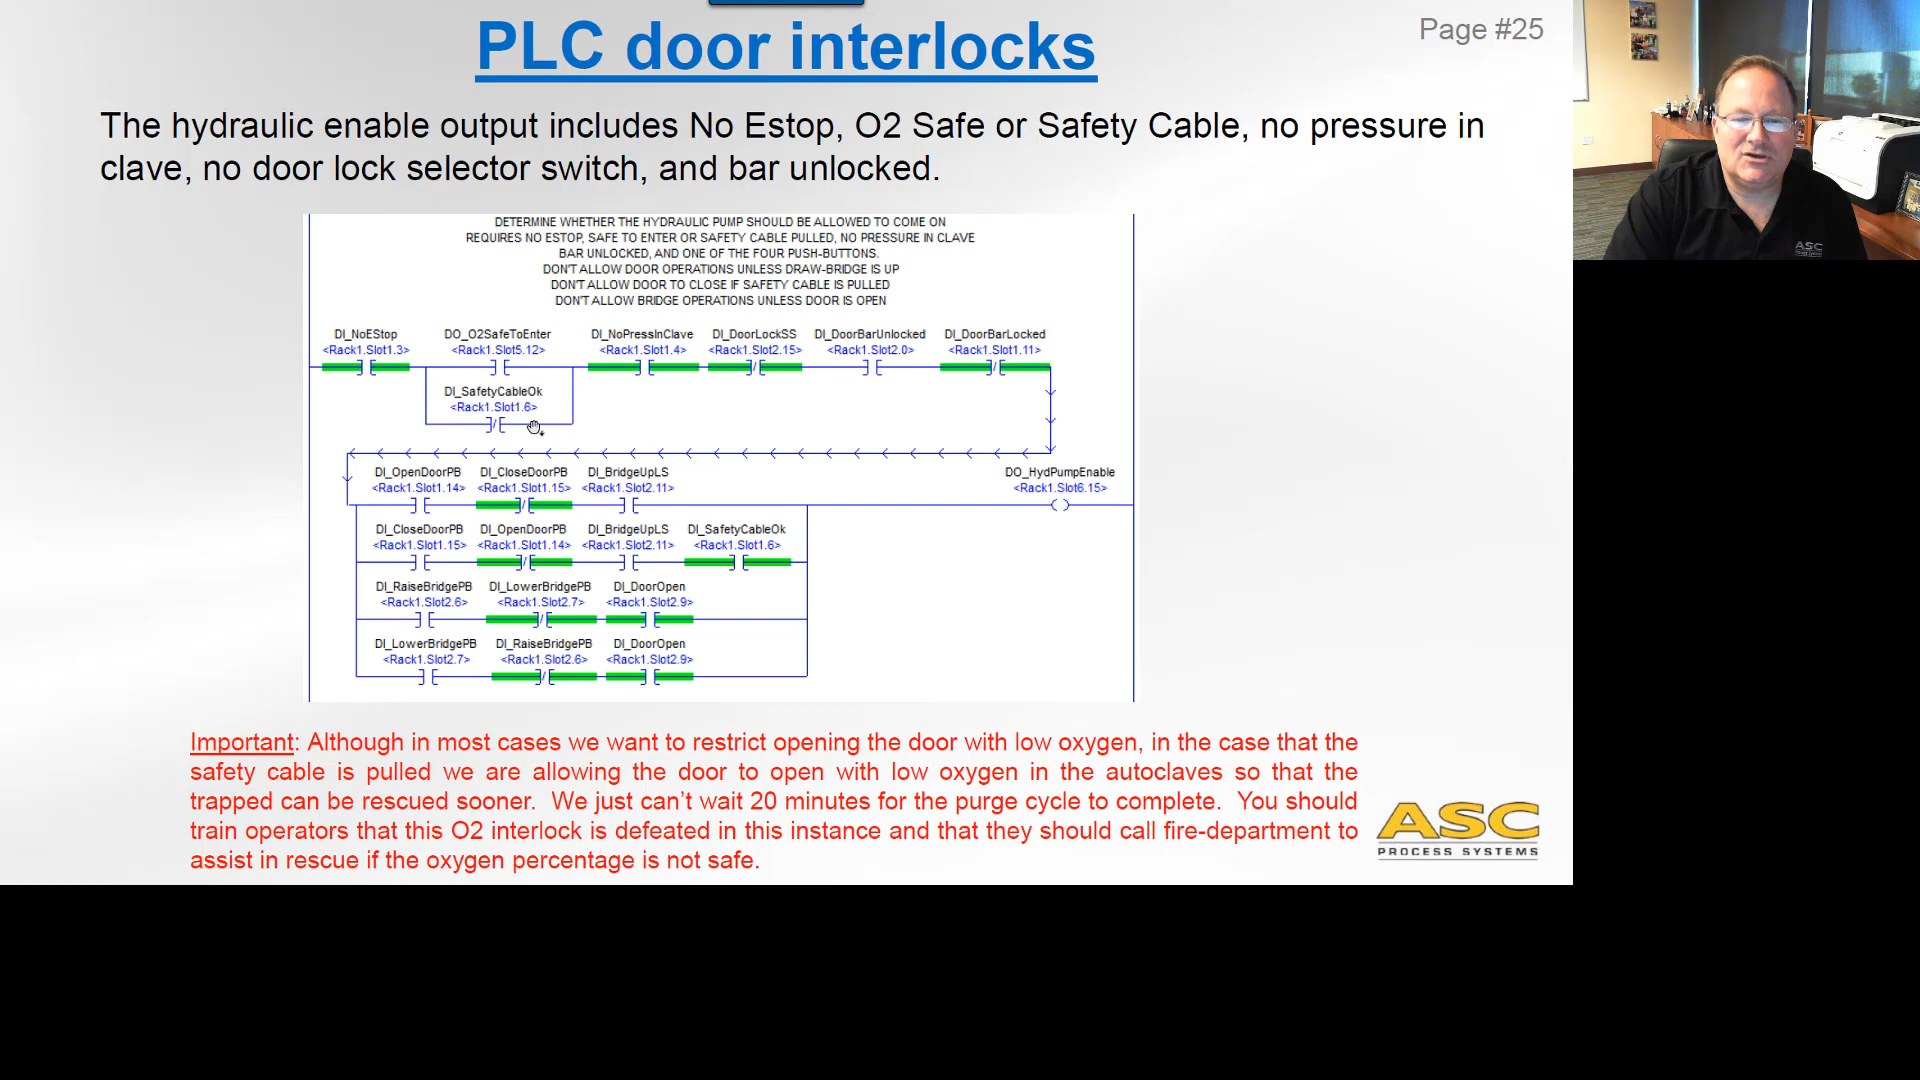 PLC door interlocks
Page #25
The hydraulic enable output includes No Estop, O2 Safe or Safety Cable, no pressure in
clave, no door lock selector switch, and bar unlocked.
DETERMINE WHETHER THE HYDRAULIC PUMP SHOULD BE ALLOWED TO COME ON
REQUIRES NO ESTOP, SAFE TO ENTER OR SAFETY CABLE PULLED, NO PRESSURE IN CLAVE
BAR UNLOCKED, AND ONE OF THE FOUR PUSH-BUTTONS.
DON'T ALLOW DOOR OPERATIONS UNLESS DRAW-BRIDGE IS UP
DON'T ALLOW DOOR TO CLOSE IF SAFETY CABLE IS PULLED
DON'T ALLOW BRIDGE OPERATIONS UNLESS DOOR IS OPEN
DI_NoEStop DO_O2SafeToEnter DI_NoPressInClave DI_DoorLockSS DI_DoorBarUnlocked DI_DoorBarLocked
<Rack1.Slot1.3> <Rack1.Slot5.12> <Rack1.Slot1.4> <Rack1.Slot2.15> <Rack1.Slot2.0> <Rack1.Slot1.11>
DI_SafetyCableOk
<Rack1.Slot1.6>
DI_OpenDoorPB DI_CloseDoorPB DI_BridgeUpLS DO_HydPumpEnable
<Rack1.Slot1.14> <Rack1.Slot1.15> <Rack1.Slot2.11> <Rack1.Slot6.15>
DI_CloseDoorPB DI_OpenDoorPB DI_BridgeUpLS DI_SafetyCableOk
<Rack1.Slot1.15> <Rack1.Slot1.14> <Rack1.Slot2.11> <Rack1.Slot1.6>
DI_RaiseBridgePB DI_LowerBridgePB DI_DoorOpen
<Rack1.Slot2.6> <Rack1.Slot2.7> <Rack1.Slot2.9>
DI_LowerBridgePB DI_RaiseBridgePB DI_DoorOpen
<Rack1.Slot2.7> <Rack1.Slot2.6> <Rack1.Slot2.9>
Important: Although in most cases we want to restrict opening the door with low oxygen, in the case that the
safety cable is pulled we are allowing the door to open with low oxygen in the autoclaves so that the
trapped can be rescued sooner. We just can't wait 20 minutes for the purge cycle to complete. You should
train operators that this O2 interlock is defeated in this instance and that they should call fire-department to
assist in rescue if the oxygen percentage is not safe.
ASC
PROCESS SYSTEMS
ASC